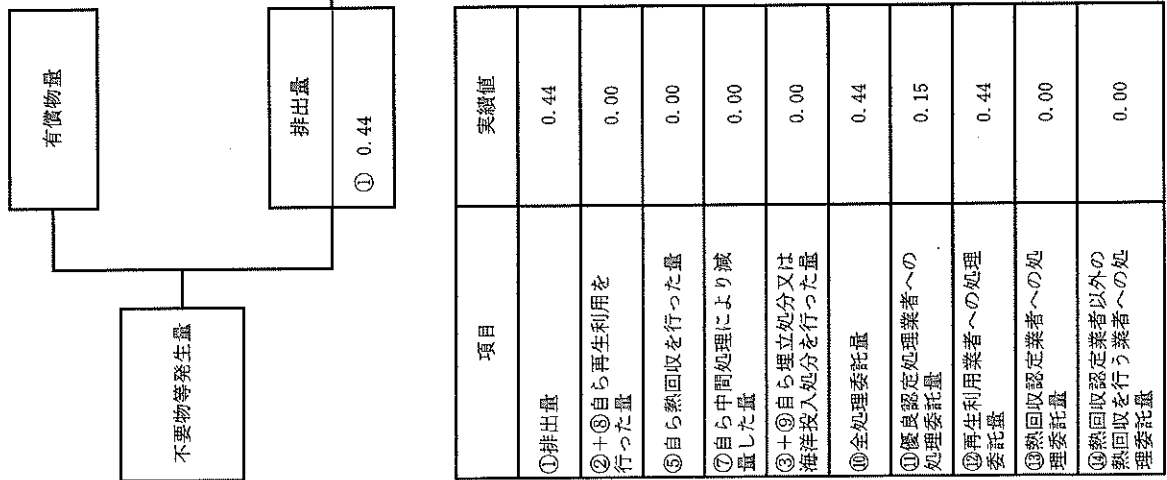 有償物量
不要物等発生量
排出量
① 0.44
項目
実績値
①排出量
0.44
②+⑧自ら再生利用を
行った量
0.00
⑤自ら熱回収を行った量
0.00
⑦自ら中間処理により減
量した量
0.00
③+⑨自ら埋立処分又は
海洋投入処分を行った量
0.00
⑩全処理委託量
0.44
⑪優良認定処理業者への
処理委託量
0.15
⑫再生利用業者への処理
委託量
0.44
⑬熱回収認定業者への処
理委託量
0.00
⑭熱回収認定業者以外の
熱回収を行う業者への処
理委託量
0.00